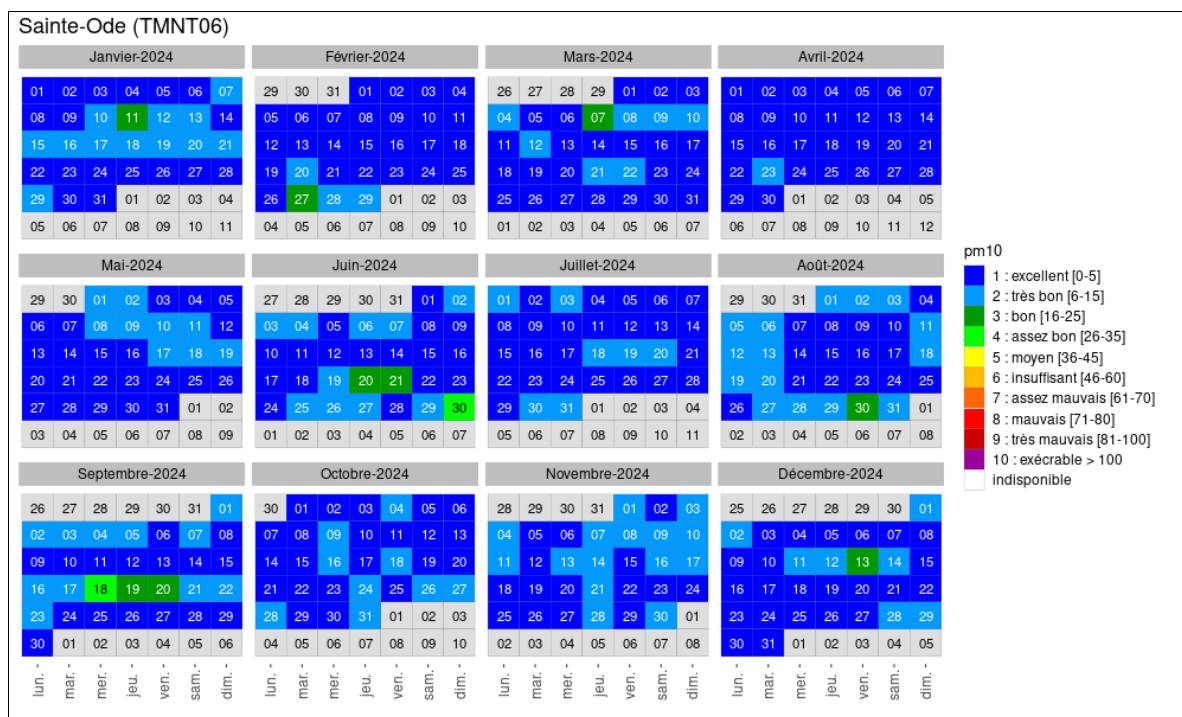 Sainte-Ode (TMNT06)
Janvier-2024 Février-2024 Mars-2024 Avril-2024
01 02 03 04 05 06 07 29 30 31 01 02 03 04 26 27 28 29 01 02 03 01 02 03 04 05 06 07
08 09 10 11 12 13 14 05 06 07 08 09 10 11 04 05 06 07 08 09 10 08 09 10 11 12 13 14
15 16 17 18 19 20 21 12 13 14 15 16 17 18 11 12 13 14 15 16 17 15 16 17 18 19 20 21
22 23 24 25 26 27 28 19 20 21 22 23 24 25 18 19 20 21 22 23 24 22 23 24 25 26 27 28
29 30 31 01 02 03 04 26 27 28 29 01 02 03 25 26 27 28 29 30 31 29 30 01 02 03 04 05
05 06 07 08 09 10 11 04 05 06 07 08 09 10 01 02 03 04 05 06 07 06 07 08 09 10 11 12
Mai-2024 Juin-2024 Juillet-2024 Août-2024
29 30 01 02 03 04 05 27 28 29 30 31 01 02 01 02 03 04 05 06 07 29 30 31 01 02 03 04
06 07 08 09 10 11 12 03 04 05 06 07 08 09 08 09 10 11 12 13 14 05 06 07 08 09 10 11
13 14 15 16 17 18 19 10 11 12 13 14 15 16 15 16 17 18 19 20 21 12 13 14 15 16 17 18
20 21 22 23 24 25 26 17 18 19 20 21 22 23 22 23 24 25 26 27 28 19 20 21 22 23 24 25
27 28 29 30 31 01 02 24 25 26 27 28 29 30 29 30 31 01 02 03 04 26 27 28 29 30 31 01
03 04 05 06 07 08 09 01 02 03 04 05 06 07 05 06 07 08 09 10 11 02 03 04 05 06 07 08
Septembre-2024 Octobre-2024 Novembre-2024 Décembre-2024
26 27 28 29 30 31 01 30 01 02 03 04 05 06 28 29 30 31 01 02 03 25 26 27 28 29 30 01
02 03 04 05 06 07 08 07 08 09 10 11 12 13 04 05 06 07 08 09 10 02 03 04 05 06 07 08
09 10 11 12 13 14 15 14 15 16 17 18 19 20 11 12 13 14 15 16 17 09 10 11 12 13 14 15
16 17 18 19 20 21 22 21 22 23 24 25 26 27 18 19 20 21 22 23 24 16 17 18 19 20 21 22
23 24 25 26 27 28 29 28 29 30 31 01 02 03 25 26 27 28 29 30 01 23 24 25 26 27 28 29
30 01 02 03 04 05 06 04 05 06 07 08 09 10 02 03 04 05 06 07 08 30 31 01 02 03 04 05
lun. - mar. - mer. - jeu. - ven. - sam. - dim. - lun. - mar. - mer. - jeu. - ven. - sam. - dim. - lun. - mar. - mer. - jeu. - ven. - sam. - dim. - lun. - mar. - mer. - jeu. - ven. - sam. - dim. -
pm10
1 : excellent [0-5]
2 : très bon [6-15]
3 : bon [16-25]
4 : assez bon [26-35]
5 : moyen [36-45]
6 : insuffisant [46-60]
7 : assez mauvais [61-70]
8 : mauvais [71-80]
9 : très mauvais [81-100]
10 : exécrable > 100
indisponible